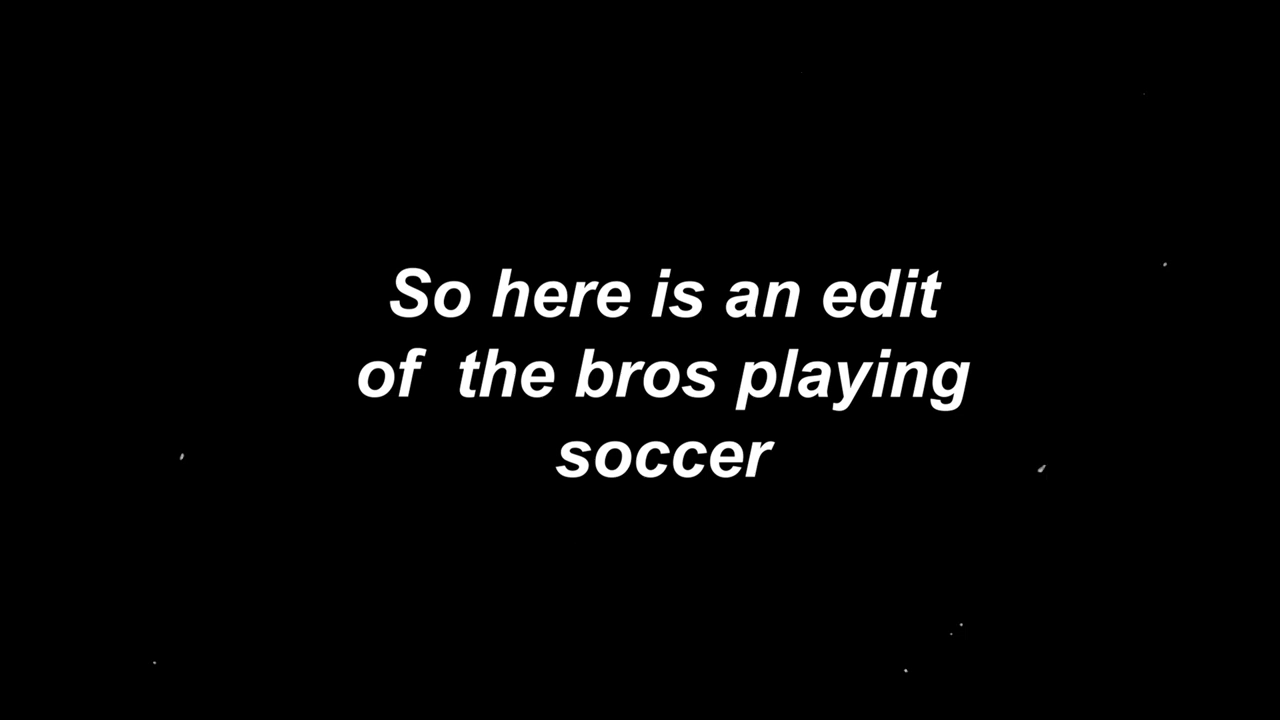 So here is an edit
of  the bros playing
soccer